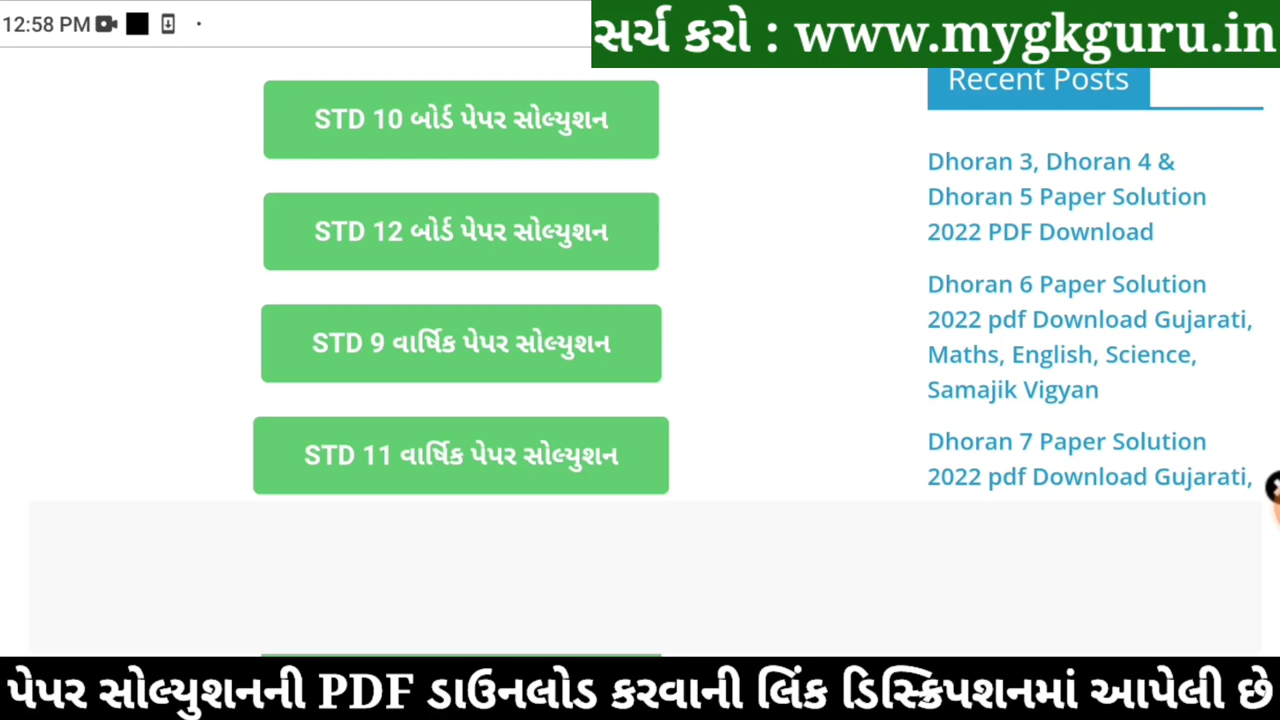 12:58 PM
સર્ચ કરો : www.mygkguru.in
STD 10 બોર્ડ પેપર સોલ્યુશન
STD 12 બોર્ડ પેપર સોલ્યુશન
STD 9 વાર્ષિક પેપર સોલ્યુશન
STD 11 વાર્ષિક પેપર સોલ્યુશન
Recent Posts
Dhoran 3, Dhoran 4 &
Dhoran 5 Paper Solution
2022 PDF Download
Dhoran 6 Paper Solution
2022 pdf Download Gujarati,
Maths, English, Science,
Samajik Vigyan
Dhoran 7 Paper Solution
2022 pdf Download Gujarati,
પેપર સોલ્યુશનની PDF ડાઉનલોડ કરવાની લિંક ડિસ્ક્રિપશનમાં આપેલી છે